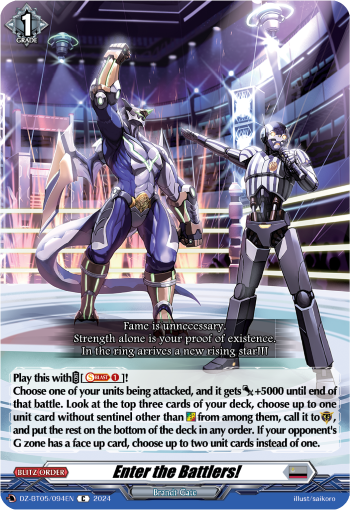 1
GRADE
Fame is unnecessary.
Strength alone is your proof of existence.
In the ring arrives a new rising star!!!
Play this with [BLAST 1]!
Choose one of your units being attacked, and it gets +5000 until end
of that battle. Look at the top three cards of your deck, choose up to one
unit card without sentinel other than from among them, call it to ,
and put the rest on the bottom of the deck in any order. If your opponent's
G zone has a face up card, choose up to two unit cards instead of one.
BLITZ ORDER
Enter the Battlers!
Brandt Gate
DZ-BT05/094EN C 2024
illust/saikoro